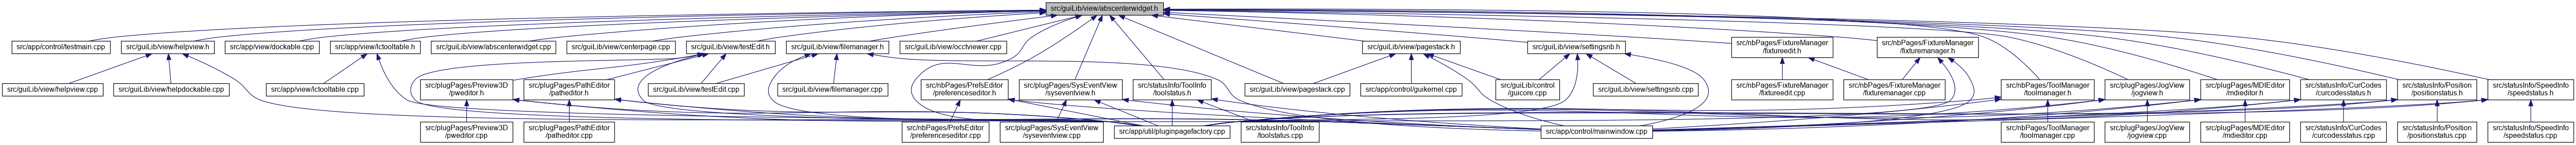 src/guiLib/view/abscenterwidget.h
src/app/control/testmain.cpp
src/guiLib/view/helpview.h
src/app/view/dockable.cpp
src/app/view/lctooltable.h
src/guiLib/view/abscenterwidget.cpp
src/guiLib/view/centerpage.cpp
src/guiLib/view/testEdit.h
src/guiLib/view/filemanager.h
src/guiLib/view/occtviewer.cpp
src/guiLib/view/pagestack.h
src/guiLib/view/settingsnb.h
src/nbPages/FixtureManager
/fixtureedit.h
src/nbPages/FixtureManager
/fixturemanager.h
src/guiLib/view/helpview.cpp
src/guiLib/view/helpdockable.cpp
src/app/view/lctooltable.cpp
src/plugPages/Preview3D
/pweditor.h
src/plugPages/PathEditor
/patheditor.h
src/guiLib/view/testEdit.cpp
src/guiLib/view/filemanager.cpp
src/nbPages/PrefsEditor
/preferenceseditor.h
src/plugPages/SysEventView
/syseventview.h
src/statusInfo/ToolInfo
/toolstatus.h
src/guiLib/view/pagestack.cpp
src/app/control/guikernel.cpp
src/guiLib/control
/guicore.cpp
src/guiLib/view/settingsnb.cpp
src/nbPages/FixtureManager
/fixtureedit.cpp
src/nbPages/FixtureManager
/fixturemanager.cpp
src/nbPages/ToolManager
/toolmanager.h
src/plugPages/JogView
/jogview.h
src/plugPages/MDIEditor
/mdieditor.h
src/statusInfo/CurCodes
/curcodesstatus.h
src/statusInfo/Position
/positionstatus.h
src/statusInfo/SpeedInfo
/speedstatus.h
src/plugPages/Preview3D
/pweditor.cpp
src/plugPages/PathEditor
/patheditor.cpp
src/nbPages/PrefsEditor
/preferenceseditor.cpp
src/plugPages/SysEventView
/syseventview.cpp
src/app/util/pluginpagefactory.cpp
src/statusInfo/ToolInfo
/toolstatus.cpp
src/app/control/mainwindow.cpp
src/nbPages/ToolManager
/toolmanager.cpp
src/plugPages/JogView
/jogview.cpp
src/plugPages/MDIEditor
/mdieditor.cpp
src/statusInfo/CurCodes
/curcodesstatus.cpp
src/statusInfo/Position
/positionstatus.cpp
src/statusInfo/SpeedInfo
/speedstatus.cpp